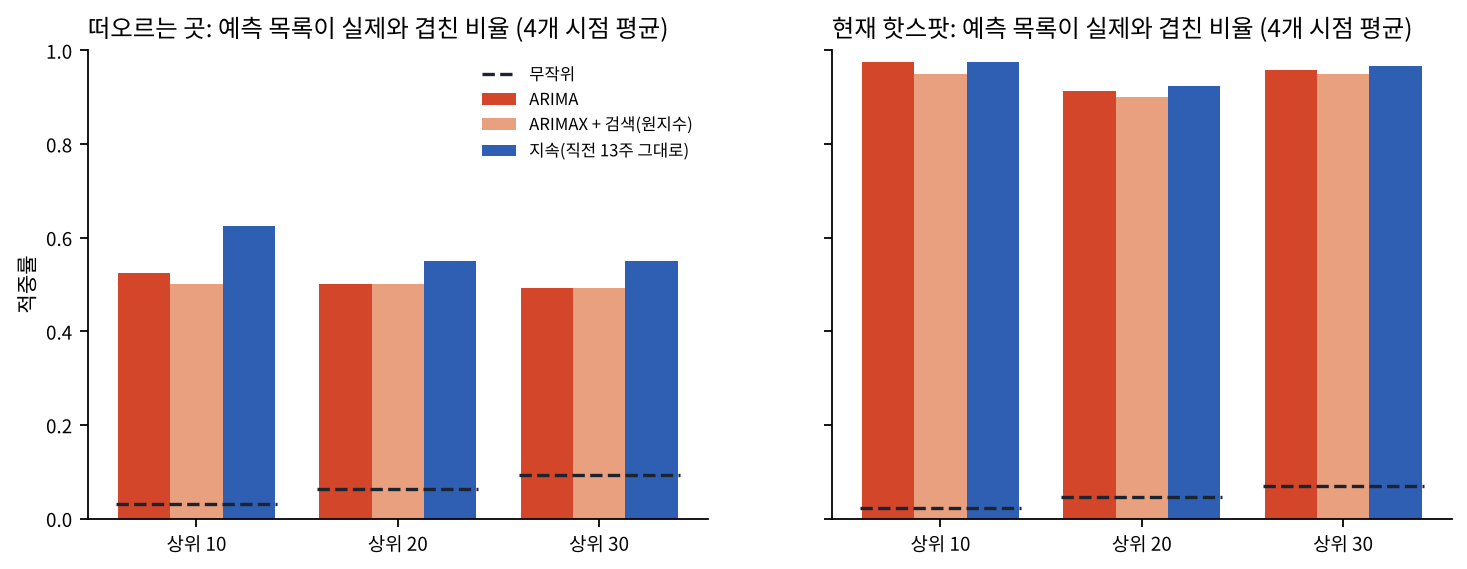 떠오르는 곳: 예측 목록이 실제와 겹친 비율 (4개 시점 평균)
적중률
1.0
0.8
0.6
0.4
0.2
0.0
무작위
ARIMA
ARIMAX + 검색(원지수)
지속(직전 13주 그대로)
상위 10
상위 20
상위 30
현재 핫스팟: 예측 목록이 실제와 겹친 비율 (4개 시점 평균)
상위 10
상위 20
상위 30